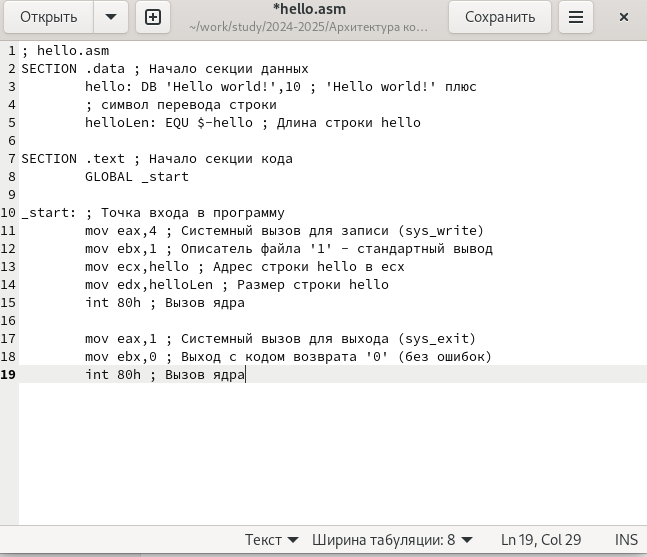 Открыть
*hello.asm
~/work/study/2024-2025/Архитектура ко…
Сохранить
1 ; hello.asm
2 SECTION .data ; Начало секции данных
3 hello: DB 'Hello world!',10 ; 'Hello world!' плюс
4 ; символ перевода строки
5 helloLen: EQU $-hello ; Длина строки hello
6
7 SECTION .text ; Начало секции кода
8 GLOBAL _start
9
10 _start: ; Точка входа в программу
11 mov eax,4 ; Системный вызов для записи (sys_write)
12 mov ebx,1 ; Описатель файла '1' - стандартный вывод
13 mov ecx,hello ; Адрес строки hello в ecx
14 mov edx,helloLen ; Размер строки hello
15 int 80h ; Вызов ядра
16
17 mov eax,1 ; Системный вызов для выхода (sys_exit)
18 mov ebx,0 ; Выход с кодом возврата '0' (без ошибок)
19 int 80h ; Вызов ядра
Текст Ширина табуляции: 8 Ln 19, Col 29 INS